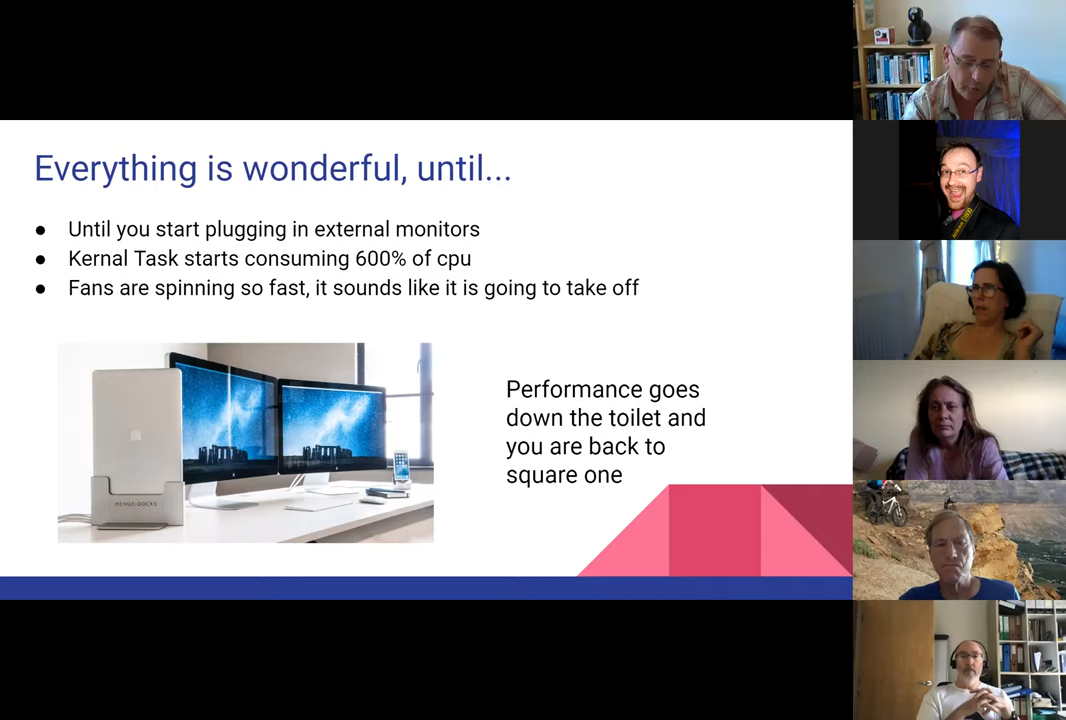 Everything is wonderful, until...
● Until you start plugging in external monitors
● Kernal Task starts consuming 600% of cpu
● Fans are spinning so fast, it sounds like it is going to take off
HENGE DOCKS
Performance goes
down the toilet and
you are back to
square one